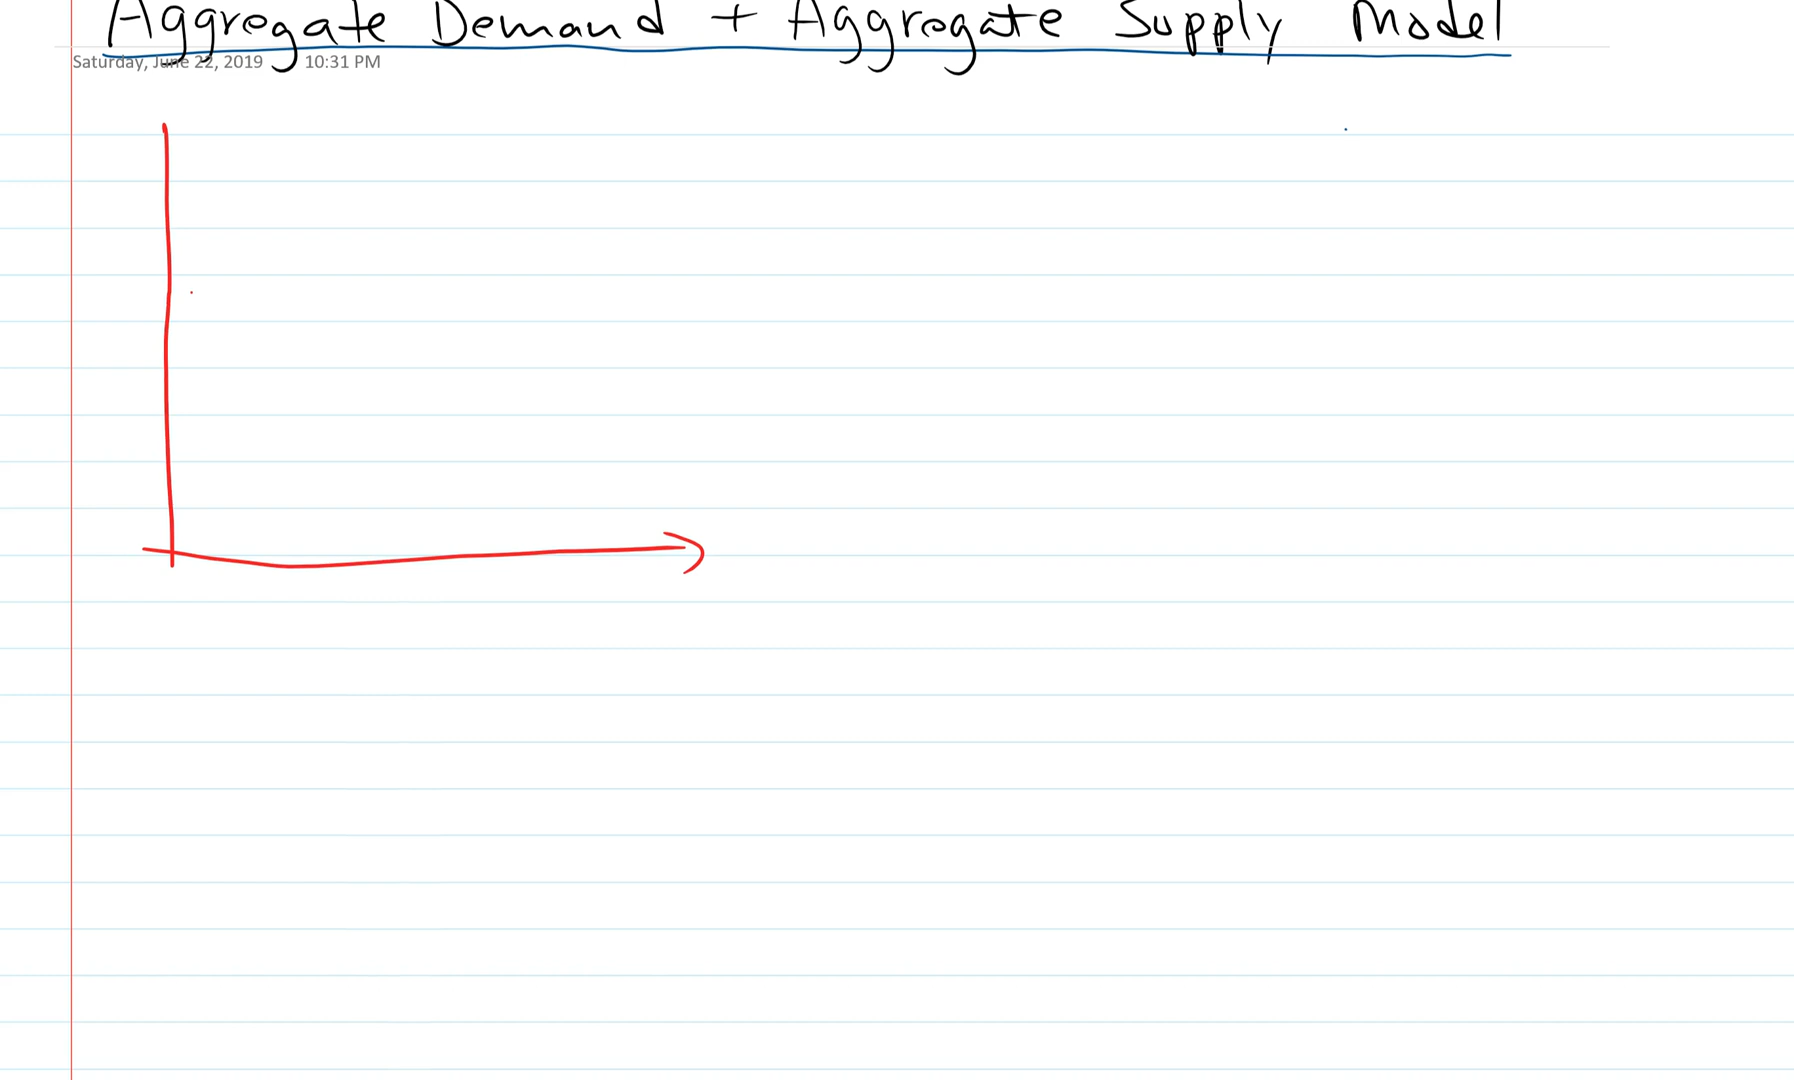 Aggregate Demand + Aggregate Supply Model
Saturday, June 22, 2019 10:31 PM